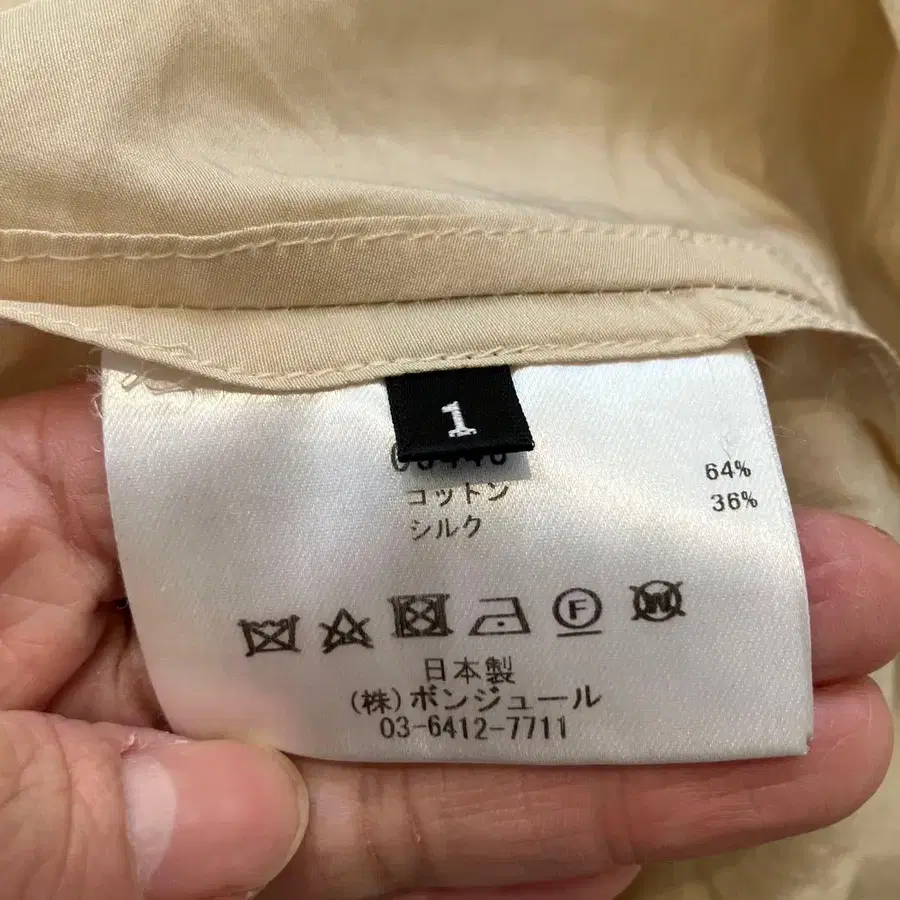 1
コットン 64%
シルク 36%
F
W
日本製
(株)ボンジュール
03-6412-7711